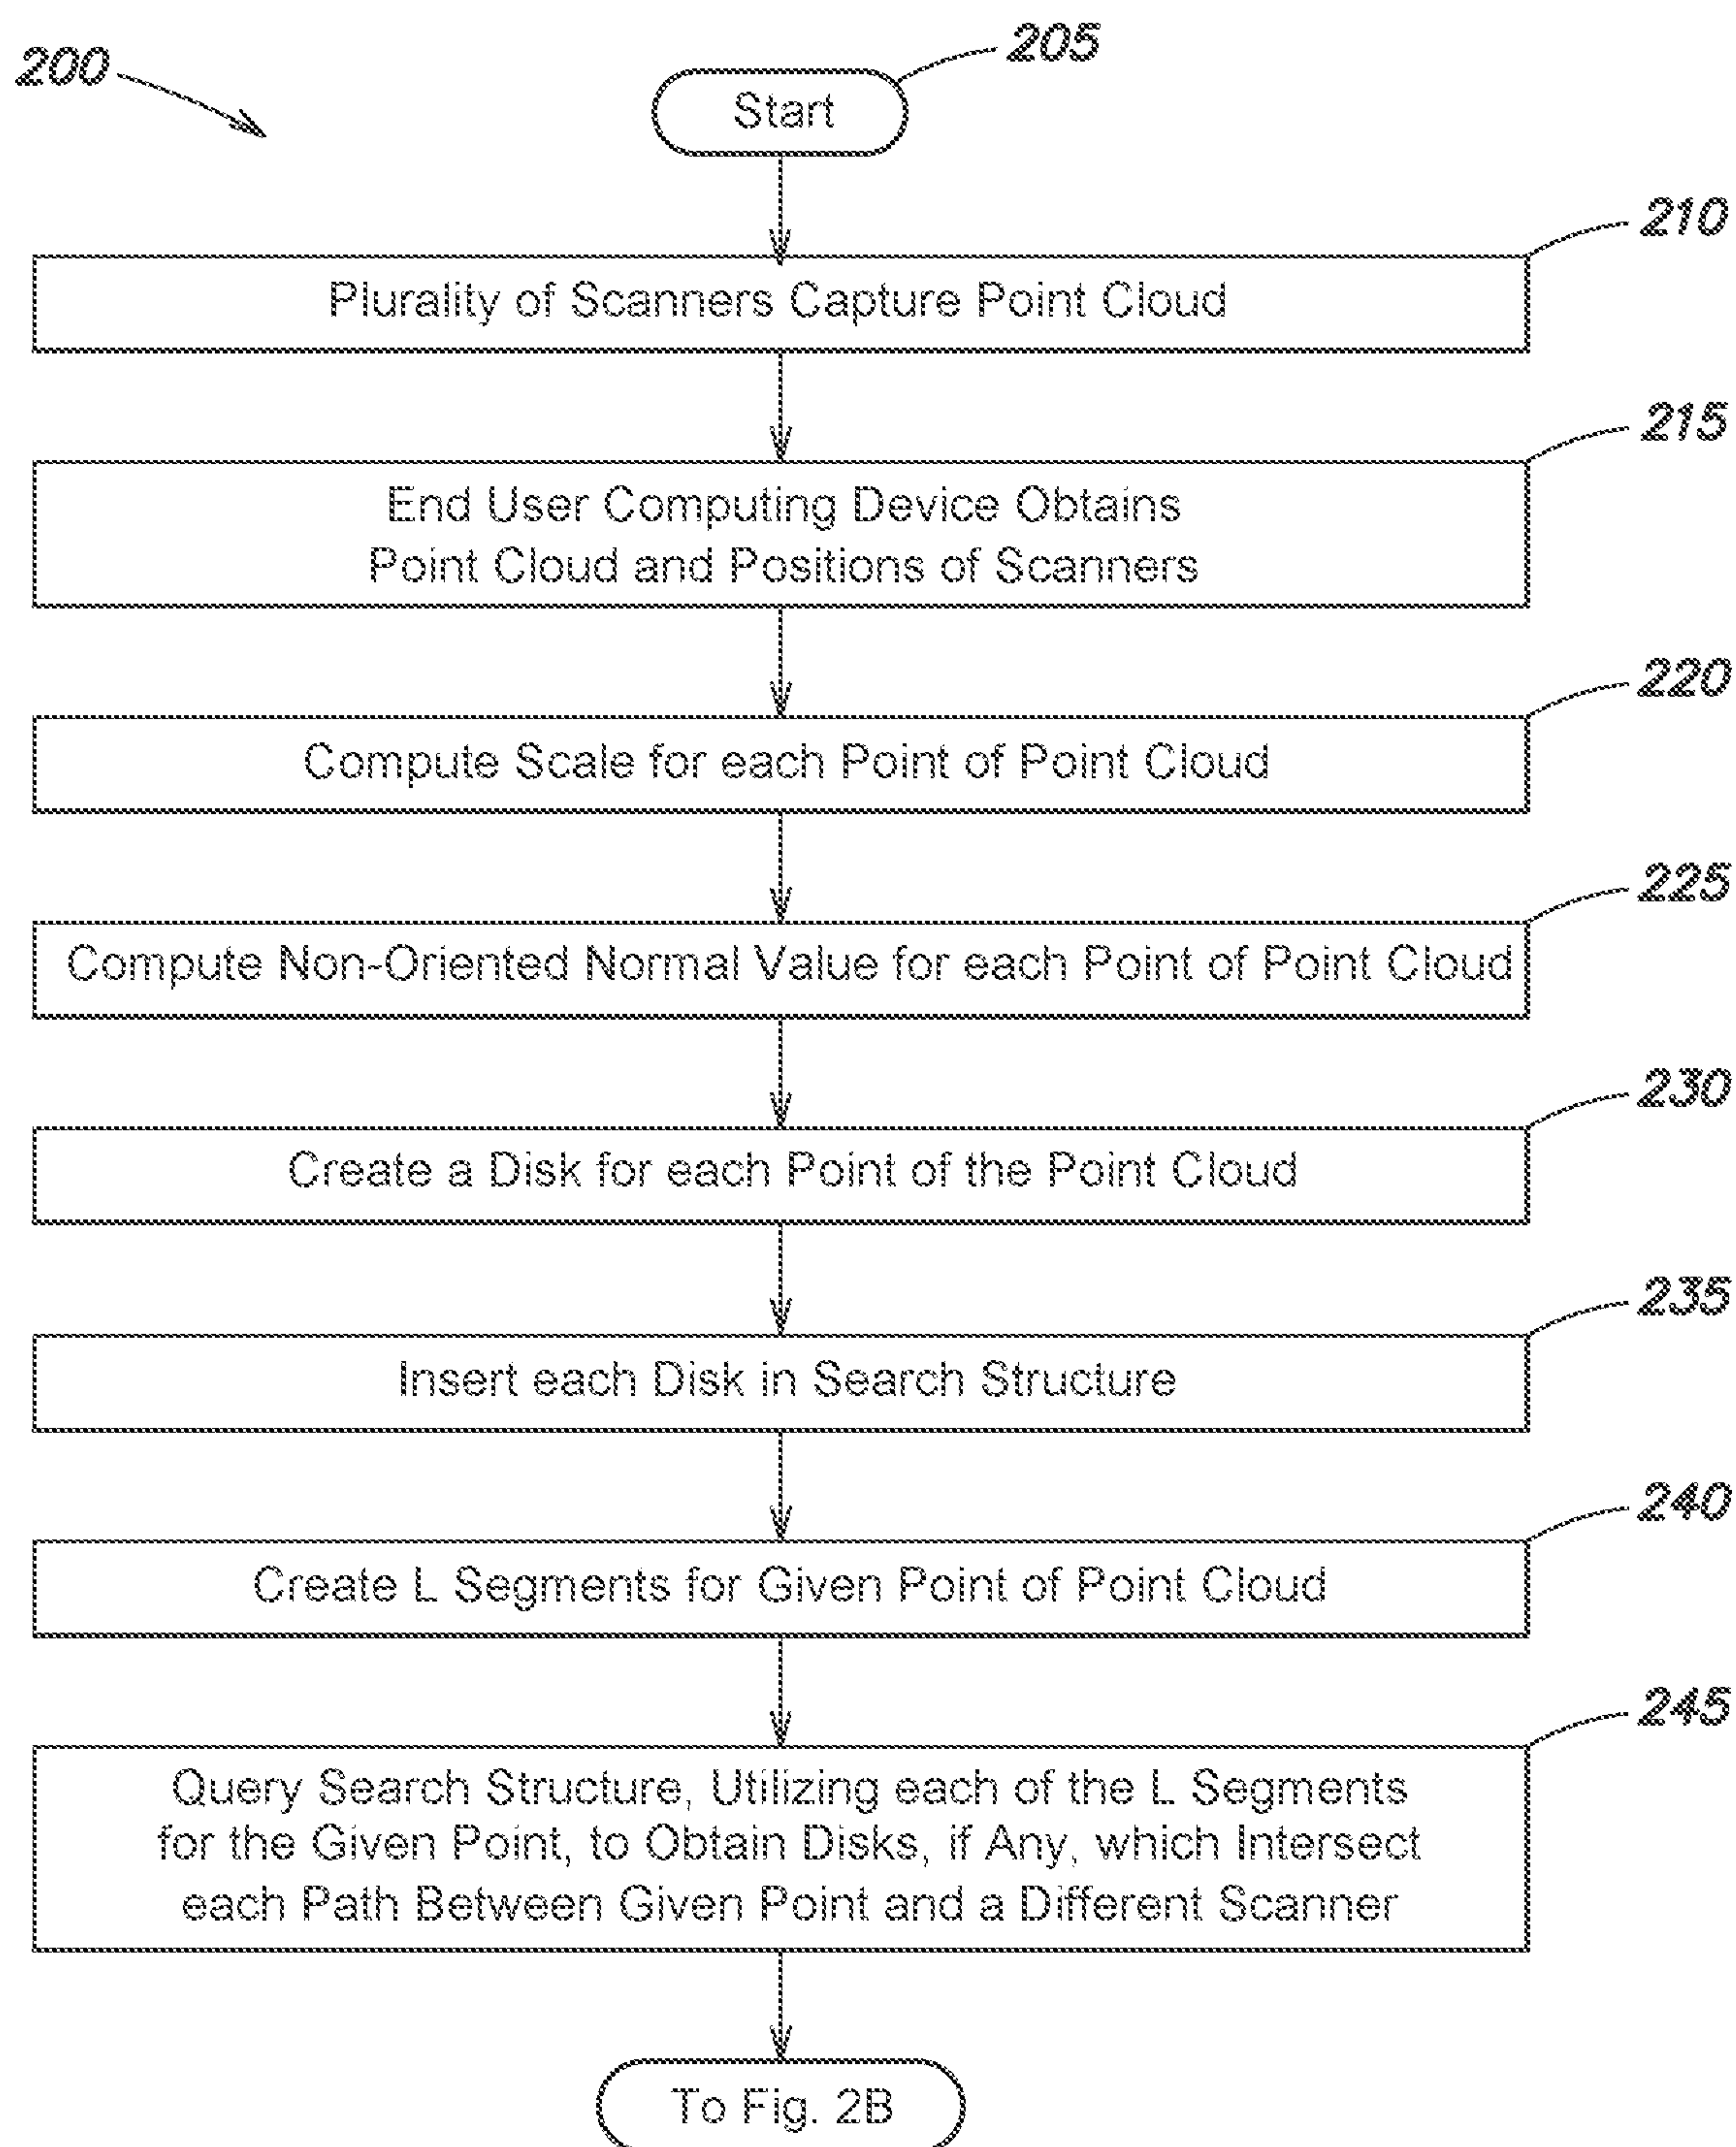 200
205
Start
210
Plurality of Scanners Capture Point Cloud
215
End User Computing Device Obtains
Point Cloud and Positions of Scanners
220
Compute Scale for each Point of Point Cloud
225
Compute Non-Oriented Normal Value for each Point of Point Cloud
230
Create a Disk for each Point of the Point Cloud
235
Insert each Disk in Search Structure
240
Create L Segments for Given Point of Point Cloud
245
Query Search Structure, Utilizing each of the L Segments
for the Given Point, to Obtain Disks, if Any, which Intersect
each Path Between Given Point and a Different Scanner
To Fig. 2B